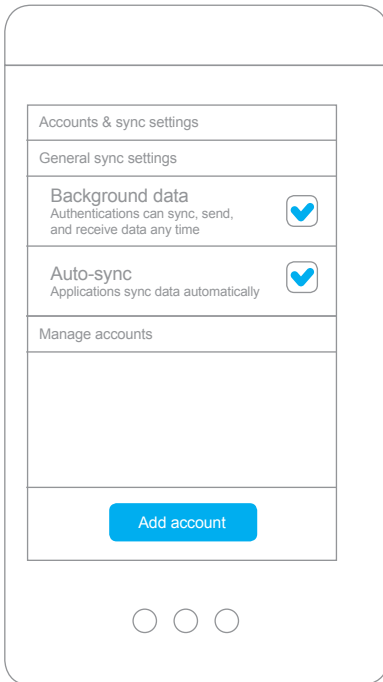 Accounts & sync settings
General sync settings
Background data
Authentications can sync, send,
and receive data any time
Auto-sync
Applications sync data automatically
Manage accounts
Add account